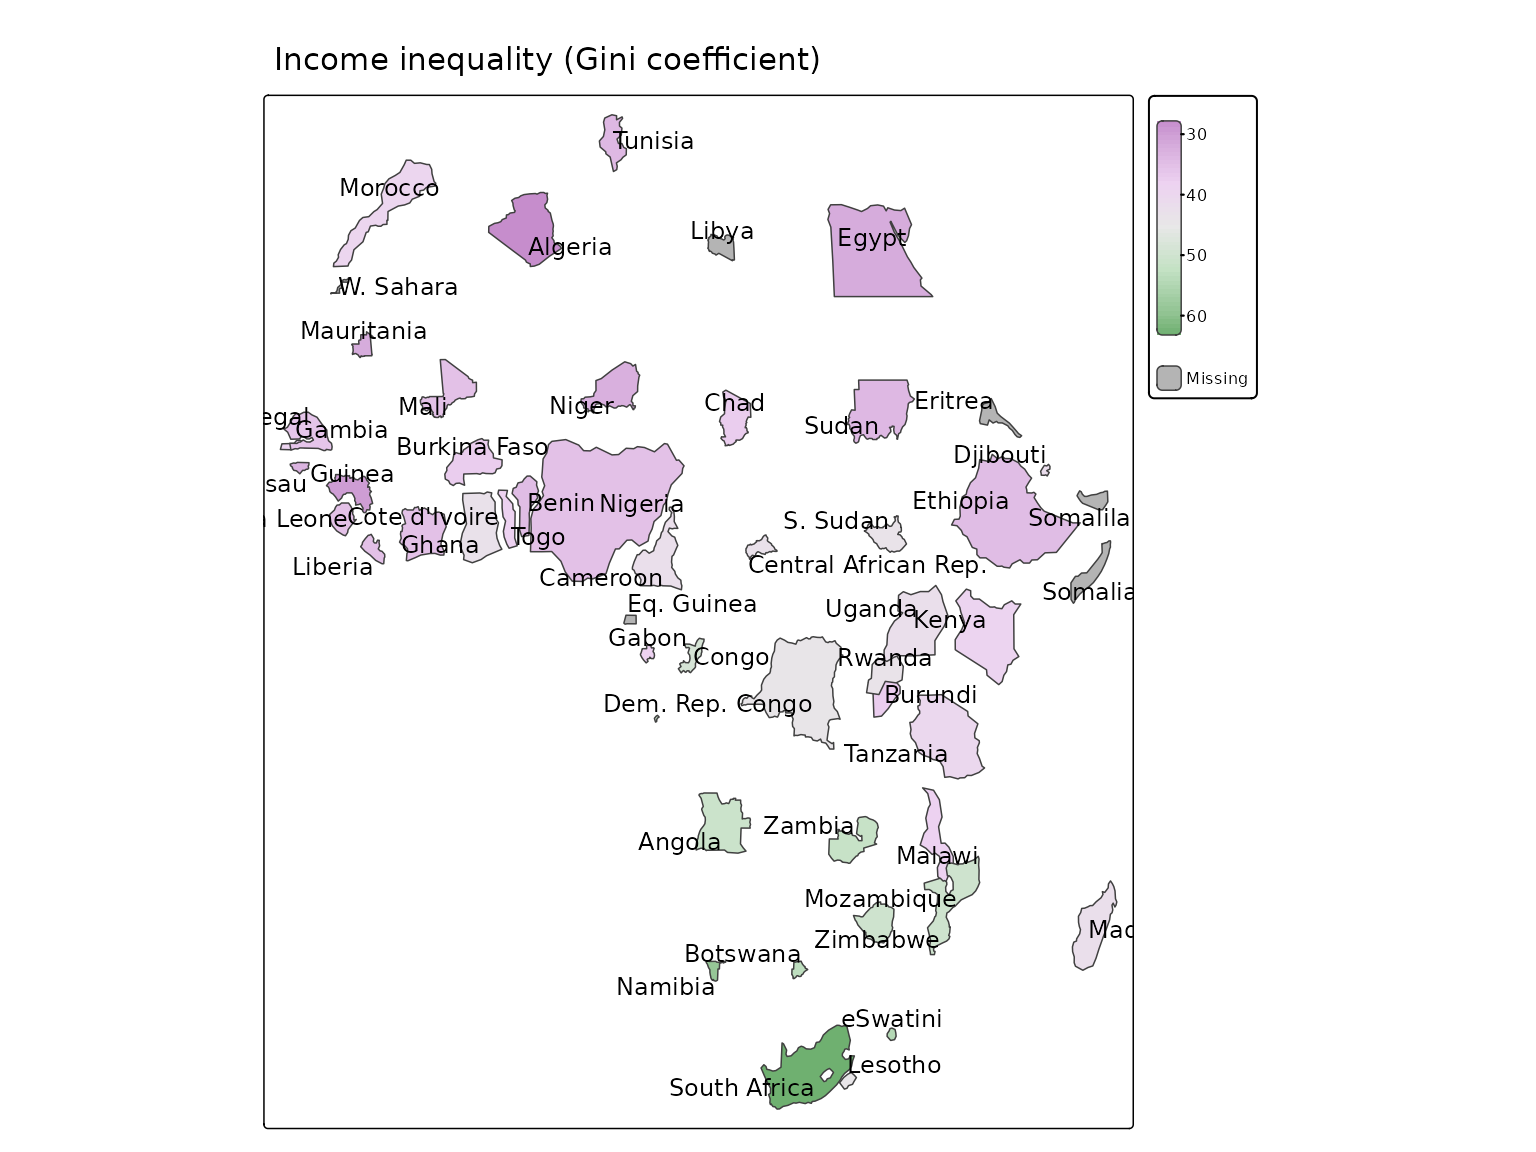 Income inequality (Gini coefficient)
Tunisia
30
Morocco
40
Libya
Egypt
Algeria
50
W. Sahara
60
Mauritania
Missing
Mali
Niger
Chad
Eritrea
egal
Gambia
Sudan
Burkina Faso
Djibouti
Guinea
sau
Benin
Nigeria
Ethiopia
Leone
Côte d'Ivoire
S. Sudan
Somalila
Ghana
Togo
Liberia
Central African Rep.
Cameroon
Somalia
Eq. Guinea
Uganda
Kenya
Gabon
Congo
Rwanda
Burundi
Dem. Rep. Congo
Tanzania
Angola
Zambia
Malawi
Mozambique
Mad
Zimbabwe
Botswana
Namibia
eSwatini
Lesotho
South Africa